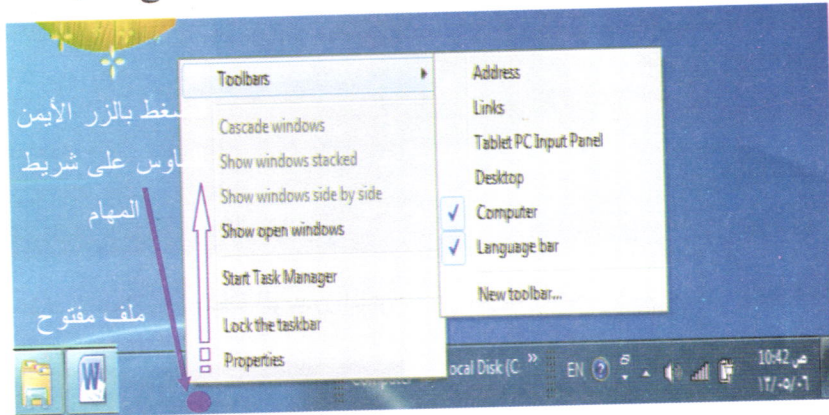 Toolbars
Cascade windows
Show windows stacked
Show windows side by side
Show open windows
Start Task Manager
Lock the taskbar
Properties
Address
Links
Tablet PC Input Panel
Desktop
Computer
Language bar
New toolbar...
بالزر الأيمن
على شريط
المهام
ملف مفتوح
W
ocal Disk (C
»
EN
10:42 ص